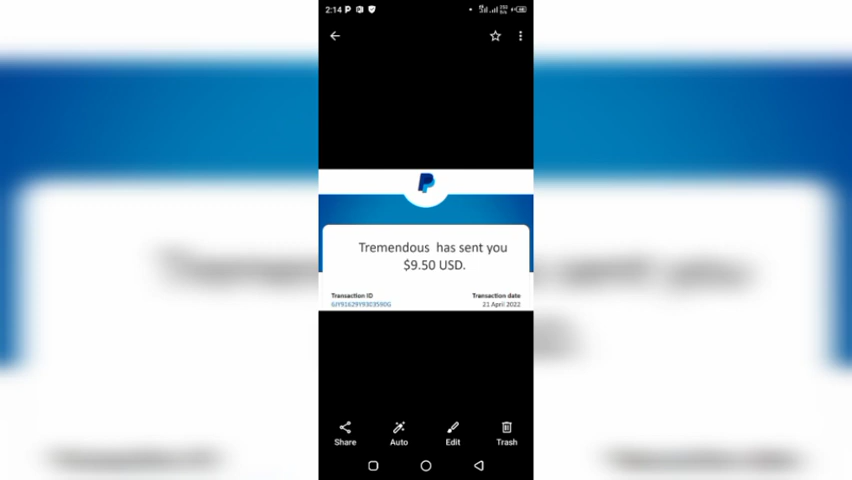 2:14
Tremendous has sent you
$9.50 USD.
Transaction ID
Transaction date
21 April 2022
Share
Auto
Edit
Trash